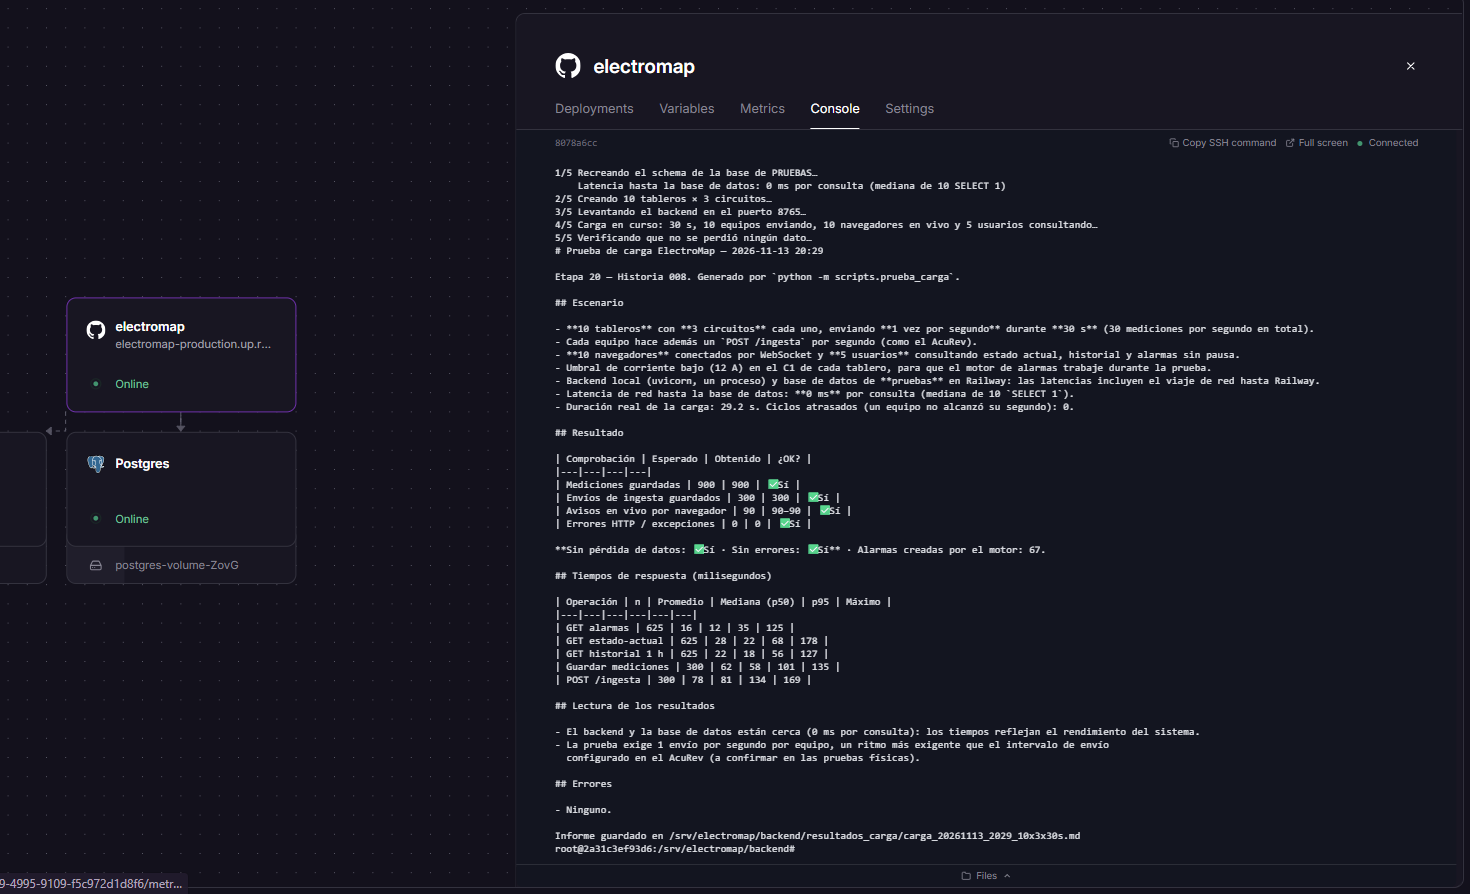 electromap
Deployments Variables Metrics Console Settings
8078a6cc
Copy SSH command Full screen Connected
1/5 Recreando el schema de la base de PRUEBAS…
Latencia hasta la base de datos: 0 ms por consulta (mediana de 10 SELECT 1)
2/5 Creando 10 tableros × 3 circuitos…
3/5 Levantando el backend en el puerto 8765…
4/5 Carga en curso: 30 s, 10 equipos enviando, 10 navegadores en vivo y 5 usuarios consultando…
5/5 Verificando que no se perdió ningún dato…
# Prueba de carga ElectroMap — 2026-11-13 20:29
Etapa 20 — Historia 008. Generado por `python -m scripts.prueba_carga`.
## Escenario
- **10 tableros** con **3 circuitos** cada uno, enviando **1 vez por segundo** durante **30 s** (30 mediciones por segundo en total).
- Cada equipo hace además un `POST /ingesta` por segundo (como el AcuRev).
- **10 navegadores** conectados por WebSocket y **5 usuarios** consultando estado actual, historial y alarmas sin pausa.
- Umbral de corriente bajo (12 A) en el C1 de cada tablero, para que el motor de alarmas trabaje durante la prueba.
- Backend local (uvicorn, un proceso) y base de datos de **pruebas** en Railway: las latencias incluyen el viaje de red hasta Railway.
- Latencia de red hasta la base de datos: **0 ms** por consulta (mediana de 10 `SELECT 1`).
- Duración real de la carga: 29.2 s. Ciclos atrasados (un equipo no alcanzó su segundo): 0.
## Resultado
| Comprobación | Esperado | Obtenido | ¿OK? |
|---|---|---|---|
| Mediciones guardadas | 900 | 900 | ✅Sí |
| Envíos de ingesta guardados | 300 | 300 | ✅Sí |
| Avisos en vivo por navegador | 90 | 90–90 | ✅Sí |
| Errores HTTP / excepciones | 0 | 0 | ✅Sí |
**Sin pérdida de datos: ✅Sí · Sin errores: ✅Sí** · Alarmas creadas por el motor: 67.
## Tiempos de respuesta (milisegundos)
| Operación | n | Promedio | Mediana (p50) | p95 | Máximo |
|---|---|---|---|---|---|
| GET alarmas | 625 | 16 | 12 | 35 | 125 |
| GET estado-actual | 625 | 28 | 22 | 68 | 178 |
| GET historial 1 h | 625 | 22 | 18 | 56 | 127 |
| Guardar mediciones | 300 | 62 | 58 | 101 | 135 |
| POST /ingesta | 300 | 78 | 81 | 134 | 169 |
## Lectura de los resultados
- El backend y la base de datos están cerca (0 ms por consulta): los tiempos reflejan el rendimiento del sistema.
- La prueba exige 1 envío por segundo por equipo, un ritmo más exigente que el intervalo de envío
configurado en el AcuRev (a confirmar en las pruebas físicas).
## Errores
- Ninguno.
Informe guardado en /srv/electromap/backend/resultados_carga/carga_20261113_2029_10x3x30s.md
root@2a31c3ef93d6:/srv/electromap/backend#
Files
electromap
electromap-production.up.r...
Online
Postgres
Online
postgres-volume-ZovG
9-4995-9109-f5c972d1d8f6/metr...